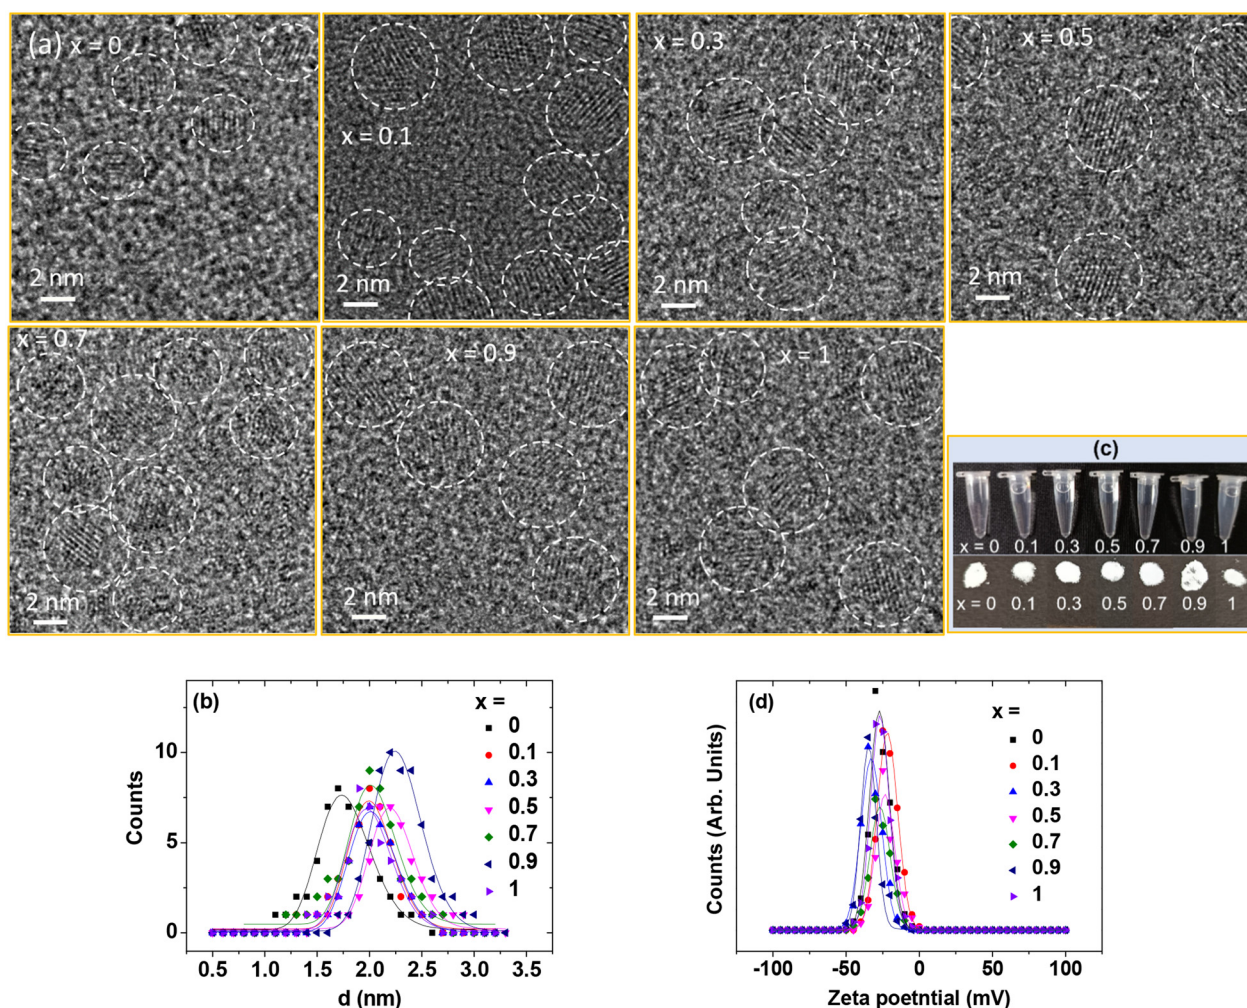 (a) x = 0
2 nm
x = 0.1
2 nm
x = 0.3
2 nm
x = 0.5
2 nm
x = 0.7
2 nm
x = 0.9
2 nm
x = 1
2 nm
(c)
x = 0 0.1 0.3 0.5 0.7 0.9 1
x = 0 0.1 0.3 0.5 0.7 0.9 1
(b)
x =
0
0.1
0.3
0.5
0.7
0.9
1
10
5
0
Counts
0.5 1.0 1.5 2.0 2.5 3.0 3.5
d (nm)
(d)
x =
0
0.1
0.3
0.5
0.7
0.9
1
Counts (Arb. Units)
-100 -50 0 50 100
Zeta poetntial (mV)